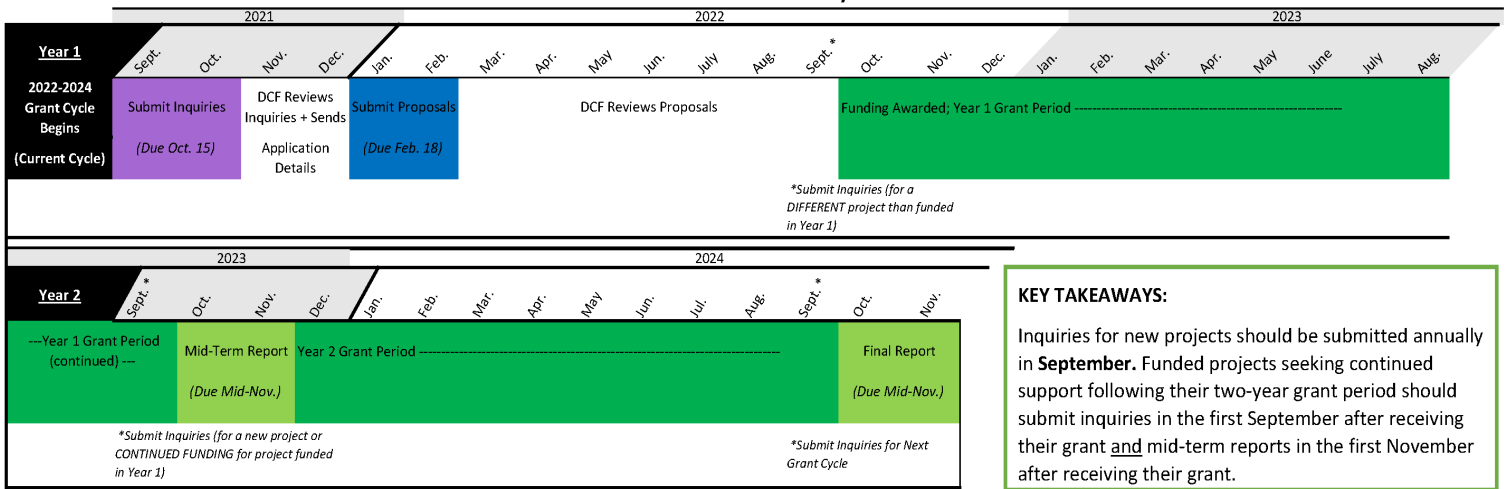 2021
2022
2023
Year 1
Sept.
Oct.
Nov.
Dec.
Jan.
Feb.
Mar.
Apr.
May
Jun.
July
Aug.
Sept. *
Oct.
Nov.
Dec.
Jan.
Feb.
Mar.
Apr.
May
June
July
Aug.
2022-2024
Grant Cycle
Begins
(Current Cycle)
Submit Inquiries
(Due Oct. 15)
DCF Reviews
Inquiries + Sends
Application
Details
Submit Proposals
(Due Feb. 18)
DCF Reviews Proposals
Funding Awarded; Year 1 Grant Period ---------------------------------------------------------------
*Submit Inquiries (for a
DIFFERENT project than funded
in Year 1)
2023
2024
Year 2
Sept. *
Oct.
Nov.
Dec.
Jan.
Feb.
Mar.
Apr.
May
Jun.
Jul.
Aug.
Sept. *
Oct.
Nov.
---Year 1 Grant Period
(continued) ---
Mid-Term Report
(Due Mid-Nov.)
Year 2 Grant Period ---------------------------------------------------------------
Final Report
(Due Mid-Nov.)
*Submit Inquiries (for a new project or
CONTINUED FUNDING for project funded
in Year 1)
*Submit Inquiries for Next
Grant Cycle
KEY TAKEAWAYS:
Inquiries for new projects should be submitted annually
in September. Funded projects seeking continued
support following their two-year grant period should
submit inquiries in the first September after receiving
their grant and mid-term reports in the first November
after receiving their grant.